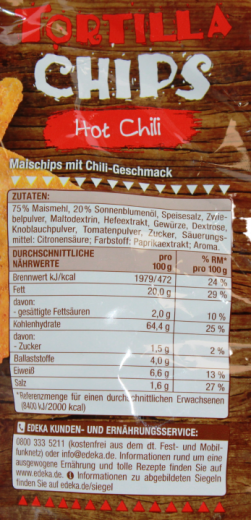 TORTILLA
CHIPS
Hot Chili
Maischips mit Chili-Geschmack
ZUTATEN:
75% Maismehl, 20% Sonnenblumenöl, Speisesalz, Zwie-
belpulver, Maltodextrin, Hefeextrakt, Gewürze, Dextrose,
Knoblauchpulver, Tomatenpulver, Zucker, Säuerungs-
mittel: Citronensäure; Farbstoff: Paprikaextrakt; Aroma.
DURCHSCHNITTLICHE pro % RM*
NÄHRWERTE 100g pro 100g
Brennwert kJ/kcal 1979/472 24 %
Fett 20,0 g 29 %
davon:
- gesättigte Fettsäuren 2,0 g 10 %
Kohlenhydrate 64,4 g 25 %
davon:
- Zucker 1,5 g 2 %
Ballaststoffe 4,0 g
Eiweiß 6,6 g 13 %
Salz 1,6 g 27 %
*Referenzmenge für einen durchschnittlichen Erwachsenen
(8400 kJ/2000 kcal)
EDEKA KUNDEN- UND ERNÄHRUNGSSERVICE:
0800 333 5211 (kostenfrei aus dem dt. Fest- und Mobil-
funknetz) oder info@edeka.de. Informationen rund um eine
ausgewogene Ernährung und tolle Rezepte finden Sie auf
www.edeka.de. Informationen zu abgebildeten Siegeln
finden Sie auf edeka.de/siegel